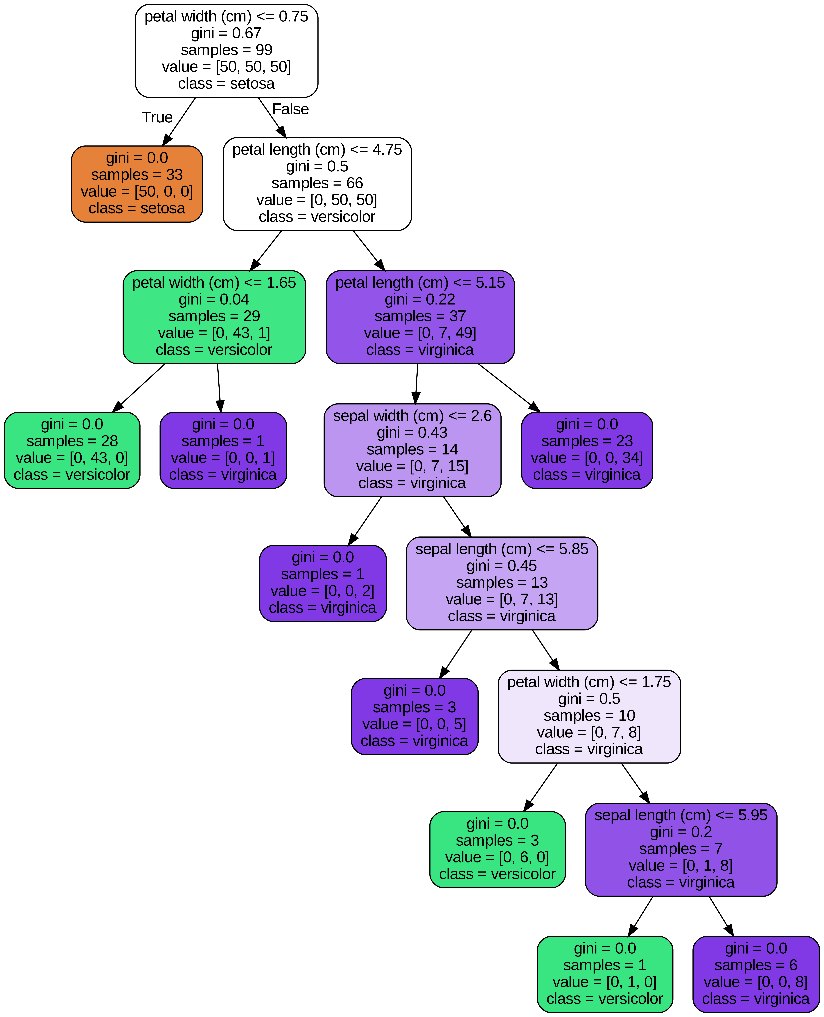 petal width (cm) <= 0.75
gini = 0.67
samples = 99
value = [50, 50, 50]
class = setosa
True
False
gini = 0.0
samples = 33
value = [50, 0, 0]
class = setosa
petal length (cm) <= 4.75
gini = 0.5
samples = 66
value = [0, 50, 50]
class = versicolor
petal width (cm) <= 1.65
gini = 0.04
samples = 29
value = [0, 43, 1]
class = versicolor
petal length (cm) <= 5.15
gini = 0.22
samples = 37
value = [0, 7, 49]
class = virginica
gini = 0.0
samples = 28
value = [0, 43, 0]
class = versicolor
gini = 0.0
samples = 1
value = [0, 0, 1]
class = virginica
sepal width (cm) <= 2.6
gini = 0.43
samples = 14
value = [0, 7, 15]
class = virginica
gini = 0.0
samples = 23
value = [0, 0, 34]
class = virginica
gini = 0.0
samples = 1
value = [0, 0, 2]
class = virginica
sepal length (cm) <= 5.85
gini = 0.45
samples = 13
value = [0, 7, 13]
class = virginica
gini = 0.0
samples = 3
value = [0, 0, 5]
class = virginica
petal width (cm) <= 1.75
gini = 0.5
samples = 10
value = [0, 7, 8]
class = virginica
gini = 0.0
samples = 3
value = [0, 6, 0]
class = versicolor
sepal length (cm) <= 5.95
gini = 0.2
samples = 7
value = [0, 1, 8]
class = virginica
gini = 0.0
samples = 1
value = [0, 1, 0]
class = versicolor
gini = 0.0
samples = 6
value = [0, 0, 8]
class = virginica